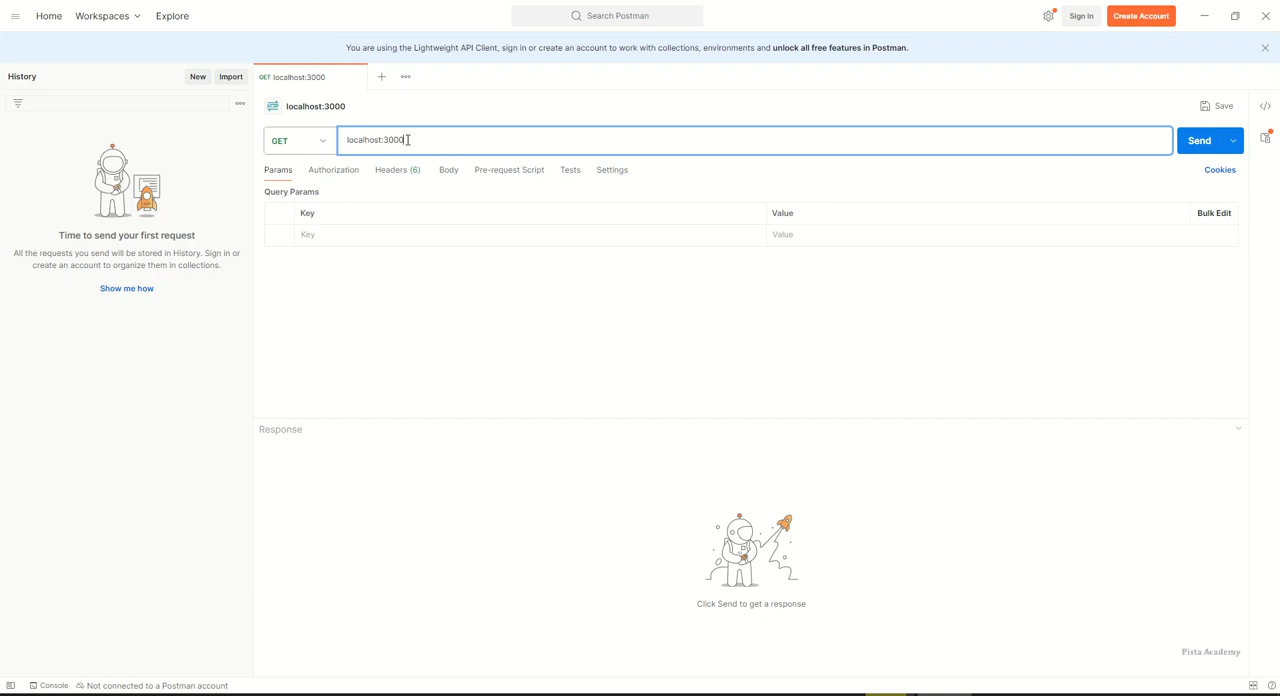 Home Workspaces Explore Search Postman Sign In Create Account
You are using the Lightweight API Client, sign in or create an account to work with collections, environments and unlock all free features in Postman.
History New Import GET localhost:3000
localhost:3000 Save
GET localhost:3000 Send
Params Authorization Headers (6) Body Pre-request Script Tests Settings Cookies
Query Params
Key Value Bulk Edit
Key Value
Time to send your first request
All the requests you send will be stored in History. Sign in or
create an account to organize them in collections.
Show me how
Response
Click Send to get a response
Pista Academy
Console Not connected to a Postman account